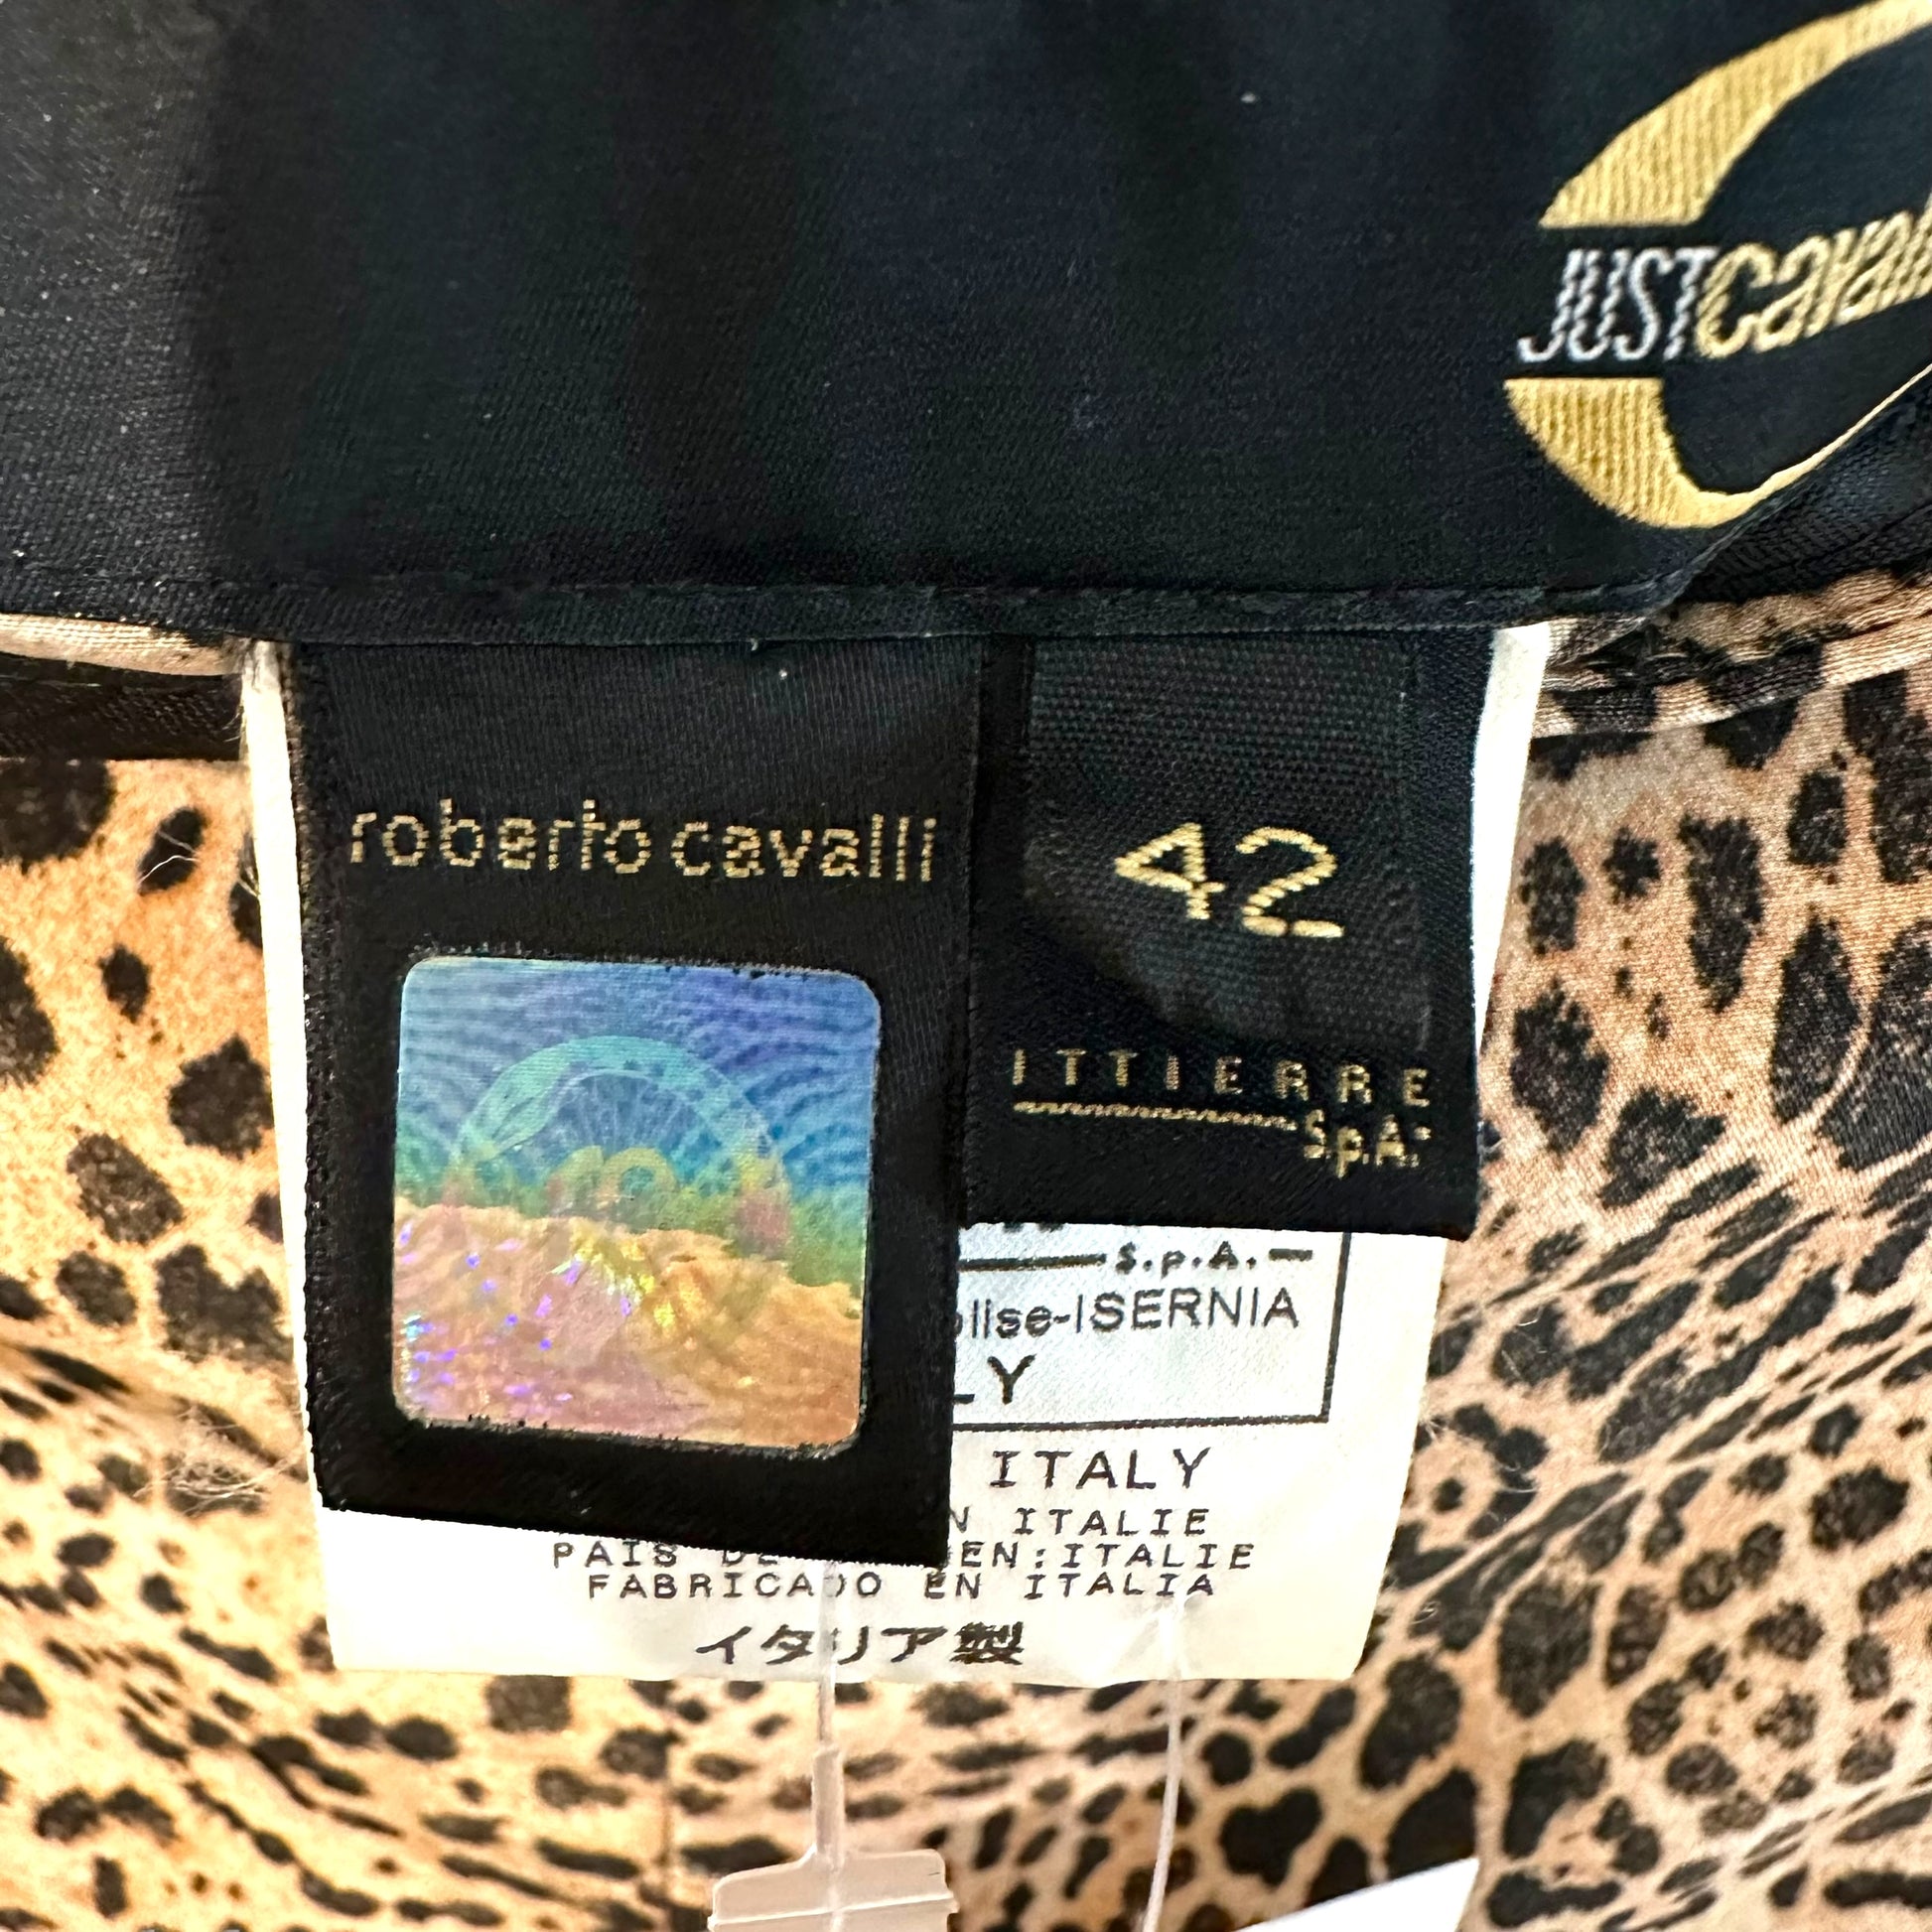 JUSTcavalli
roberto cavalli
42
ITTIERRE
S.p.A.
10
S.p.A.
olise-ISERNIA
LY
ITALY
N ITALIE
PAIS DE EN:ITALIE
FABRICADO EN ITALIA
イタリア製